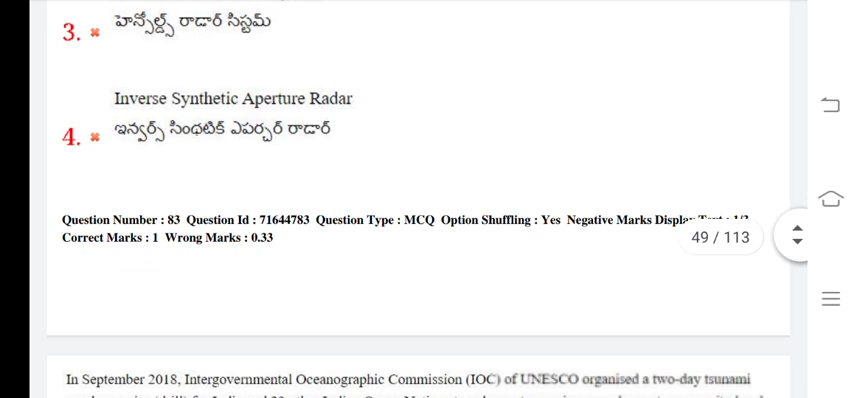 3. హెన్సోల్డ్స్ రాడార్ సిస్టమ్
Inverse Synthetic Aperture Radar
4. ఇన్వర్స్ సింథటిక్ ఎపర్చర్ రాడార్
Question Number : 83 Question Id : 71644783 Question Type : MCQ Option Shuffling : Yes Negative Marks Display
Correct Marks : 1 Wrong Marks : 0.33
49 / 113
In September 2018, Intergovernmental Oceanographic Commission (IOC) of UNESCO organised a two-day tsunami